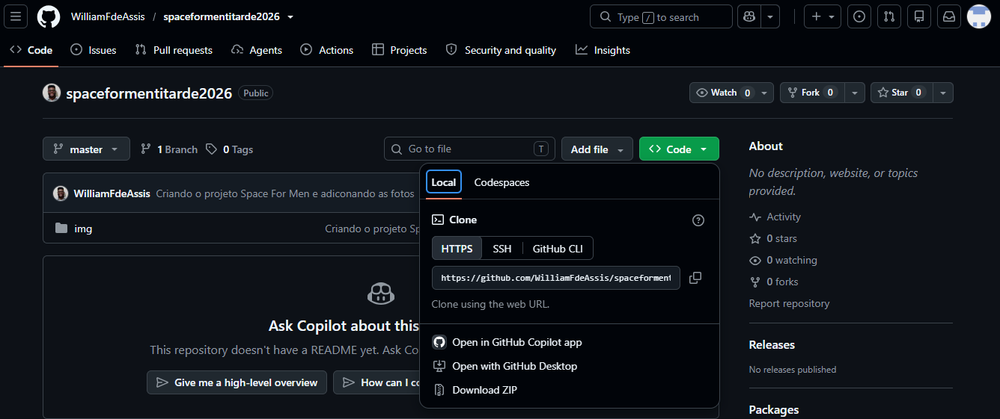 WilliamFdeAssis / spaceformentitarde2026
Type / to search
Code Issues Pull requests Agents Actions Projects Security and quality Insights
spaceformentitarde2026 Public
Watch 0 Fork 0 Star 0
master 1 Branch 0 Tags
Go to file T Add file Code
About
No description, website, or topics
provided.
Activity
0 stars
0 watching
0 forks
Report repository
Releases
No releases published
Packages
WilliamFdeAssis Criando o projeto Space For Men e adiconando as fotos
img Criando o projeto Sp
Ask Copilot about this
This repository doesn't have a README yet. Ask Co
Give me a high-level overview How can I co
Local Codespaces
Clone
HTTPS SSH GitHub CLI
https://github.com/WilliamFdeAssis/spaceforment
Clone using the web URL.
Open in GitHub Copilot app
Open with GitHub Desktop
Download ZIP